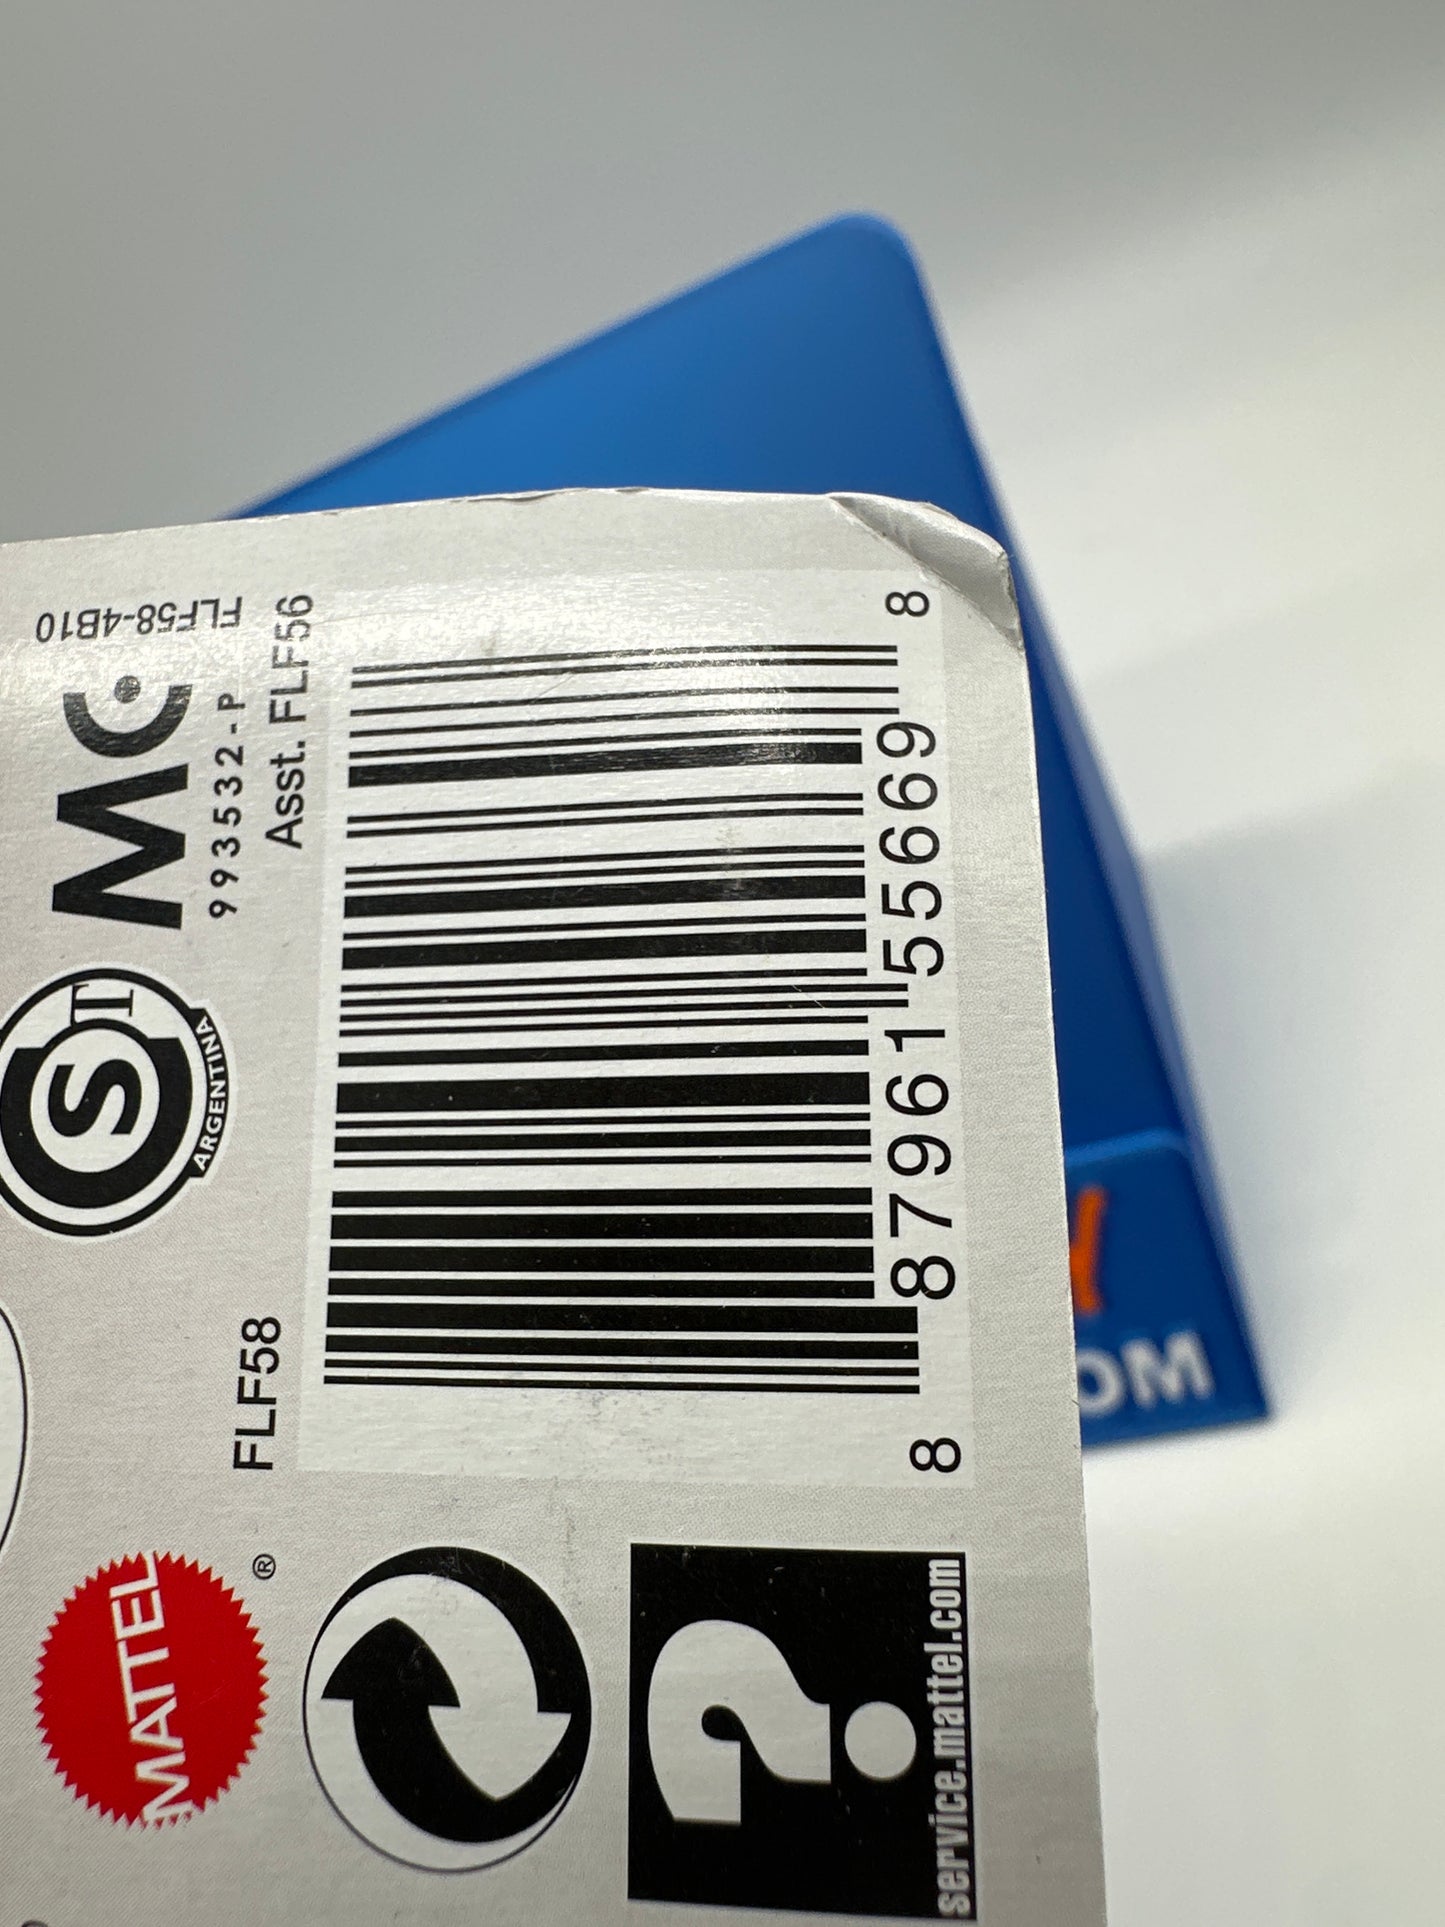 FLF58-4B10
MC
993532-P
Asst. FLF56
S T
ARGENTINA
FLF58
8 87961 55669 8
MATTEL
®
?
service.mattel.com
Y
OM